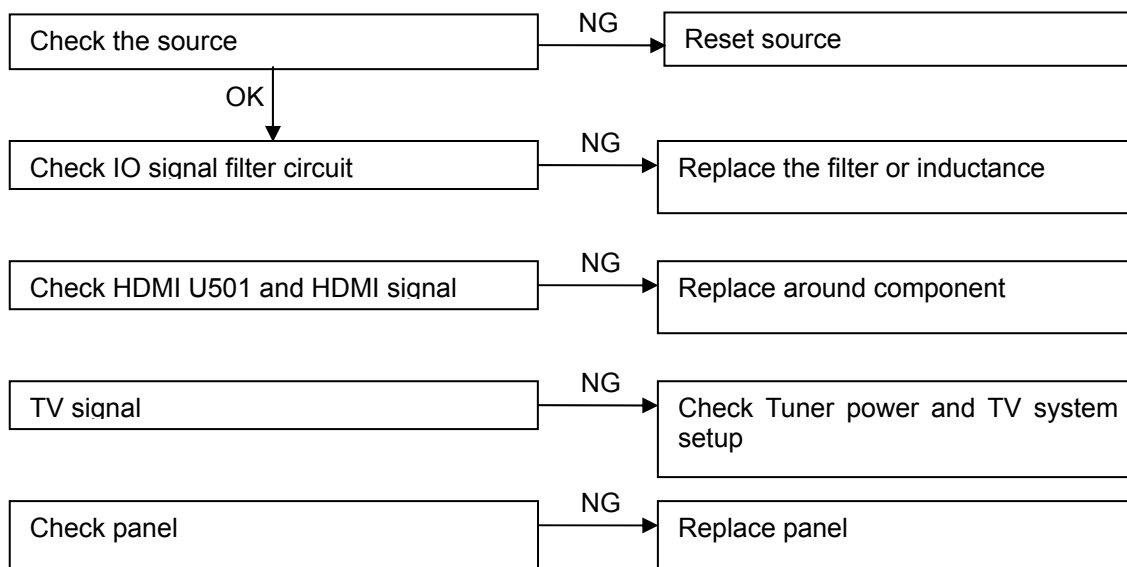 Check the source
NG
Reset source
OK
Check IO signal filter circuit
NG
Replace the filter or inductance
Check HDMI U501 and HDMI signal
NG
Replace around component
TV signal
NG
Check Tuner power and TV system
setup
Check panel
NG
Replace panel